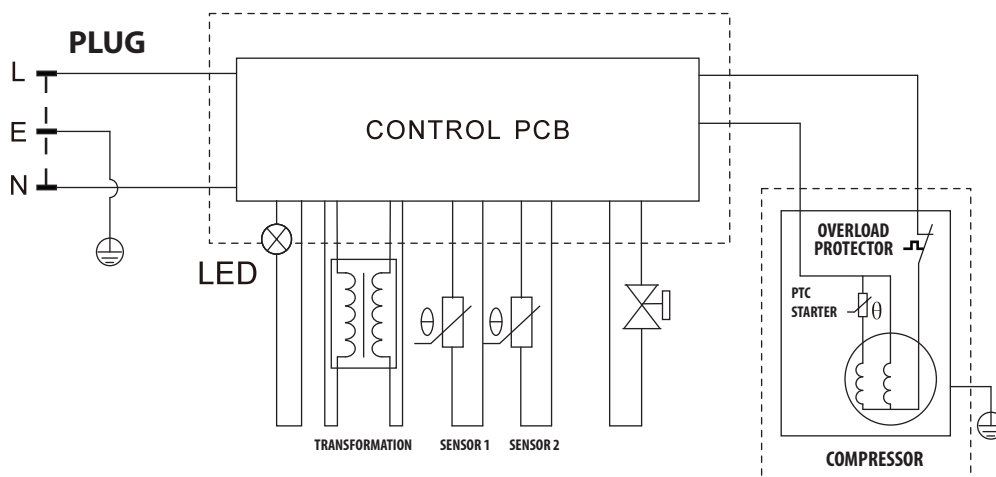 PLUG
L
E
N
CONTROL PCB
LED
OVERLOAD
PROTECTOR
PTC
STARTER
θ
θ
θ
TRANSFORMATION
SENSOR 1
SENSOR 2
COMPRESSOR